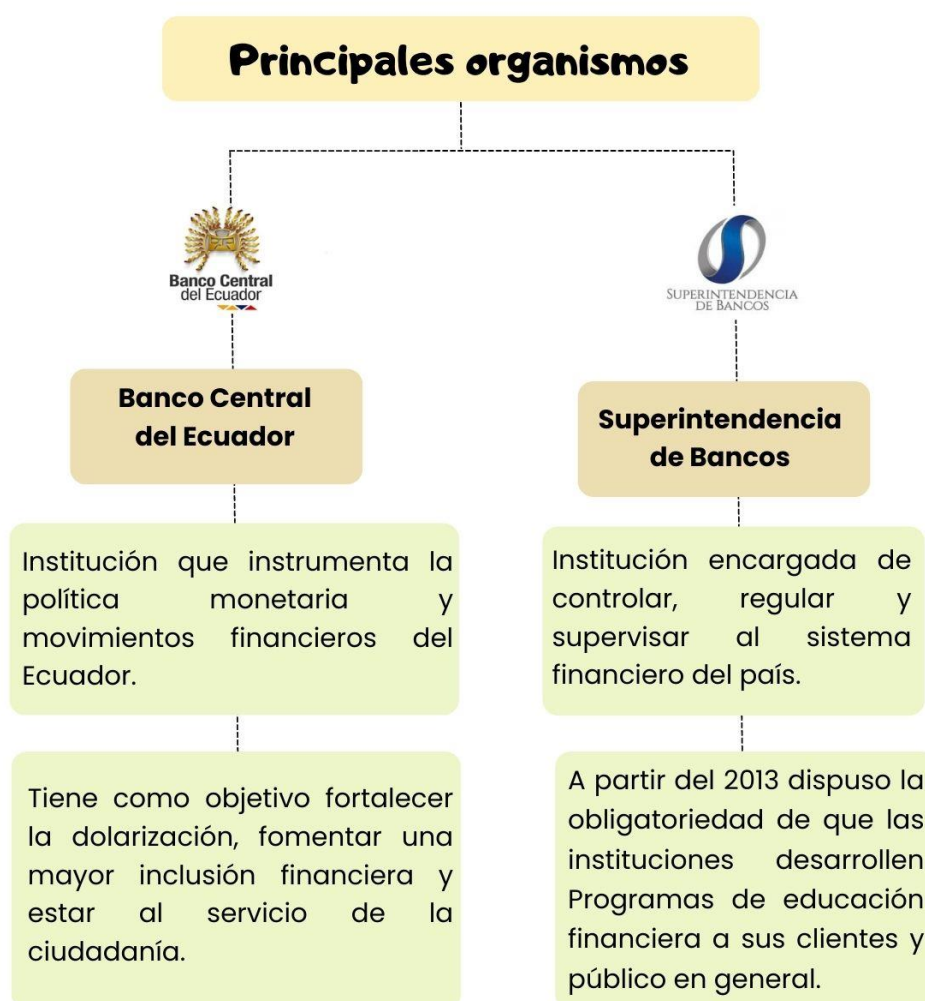 Principales organismos
Banco Central
del Ecuador
SUPERINTENDENCIA
DE BANCOS
Banco Central
del Ecuador
Superintendencia
de Bancos
Institución que instrumenta la
política monetaria y
movimientos financieros del
Ecuador.
Institución encargada de
controlar, regular y
supervisar al sistema
financiero del país.
Tiene como objetivo fortalecer
la dolarización, fomentar una
mayor inclusión financiera y
estar al servicio de la
ciudadanía.
A partir del 2013 dispuso la
obligatoriedad de que las
instituciones desarrollen
Programas de educación
financiera a sus clientes y
público en general.